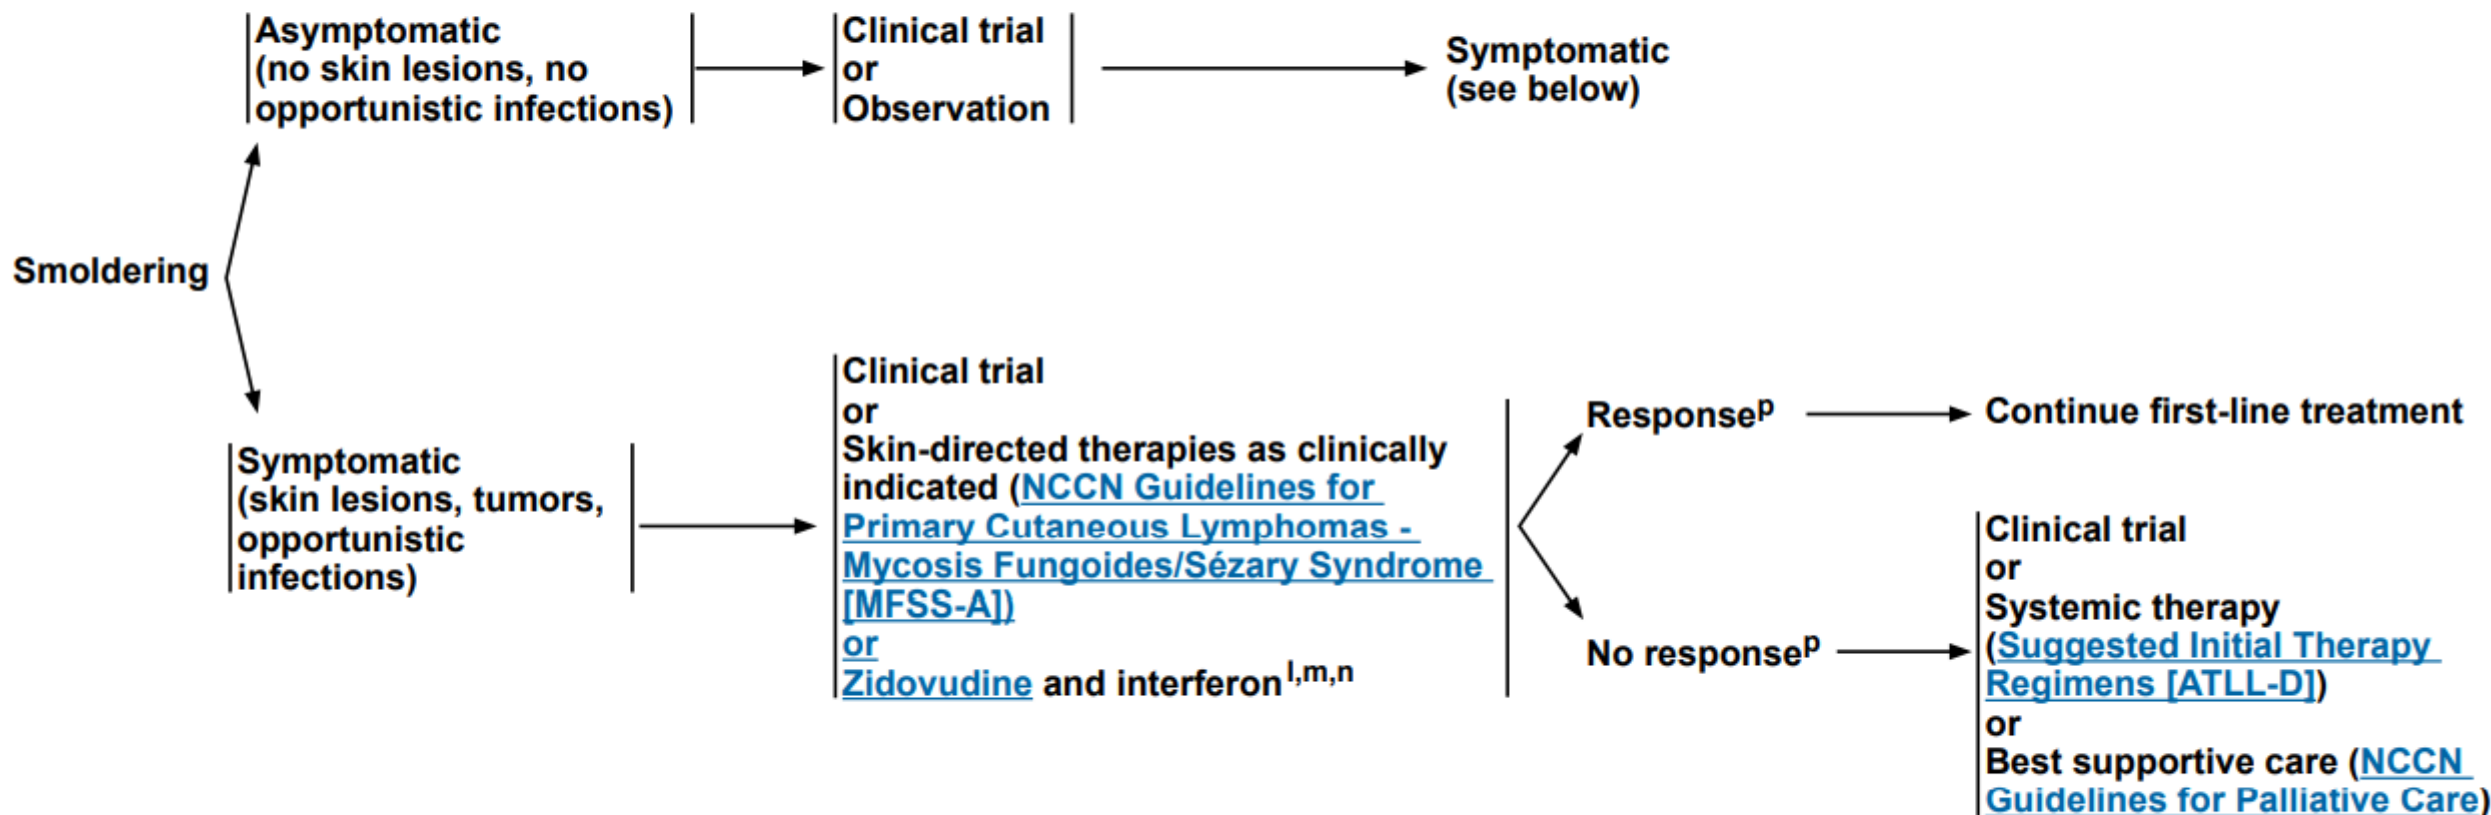 Asymptomatic
(no skin lesions, no
opportunistic infections)
Clinical trial
or
Observation
Symptomatic
(see below)
Smoldering
Symptomatic
(skin lesions, tumors,
opportunistic
infections)
Clinical trial
or
Skin-directed therapies as clinically
indicated (NCCN Guidelines for
Primary Cutaneous Lymphomas -
Mycosis Fungoides/Sézary Syndrome
[MFSS-A])
or
Zidovudine and interferon l,m,n
Response p
Continue first-line treatment
No response p
Clinical trial
or
Systemic therapy
(Suggested Initial Therapy
Regimens [ATLL-D])
or
Best supportive care (NCCN
Guidelines for Palliative Care)